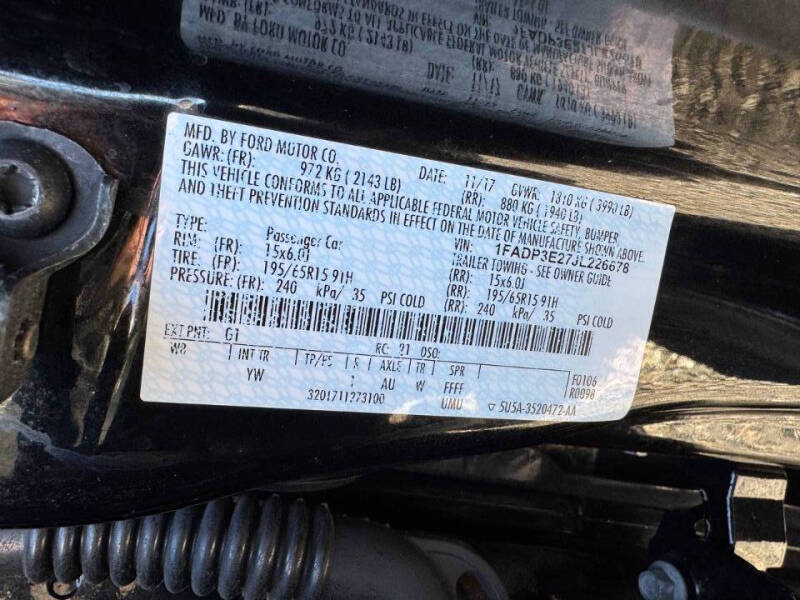 MFD. BY FORD MOTOR CO.
DATE: 11/17 GVWR: 1810 KG ( 3990 LB)
GAWR: (FR): 972 KG ( 2143 LB) (RR): 880 KG ( 1940 LB)
THIS VEHICLE CONFORMS TO ALL APPLICABLE FEDERAL MOTOR VEHICLE SAFETY, BUMPER
AND THEFT PREVENTION STANDARDS IN EFFECT ON THE DATE OF MANUFACTURE SHOWN ABOVE.
VIN: 1FADP3E27JL226678
TYPE: Passenger Car TRAILER TOWING - SEE OWNER GUIDE
RIM: (FR): 15x6.0J (RR): 15x6.0J
TIRE: (FR): 195/65R15 91H (RR): 195/65R15 91H
PRESSURE: (FR): 240 kPa/ 35 PSI COLD (RR): 240 kPa/ 35 PSI COLD
EXT PNT: G1 RC: 21 DSO:
WB INT TR TP/PS R AXLE TR SPR
YW AU W FFFF
3201711273100 UMU
5U5A-3520472-AA
F0106
R0098